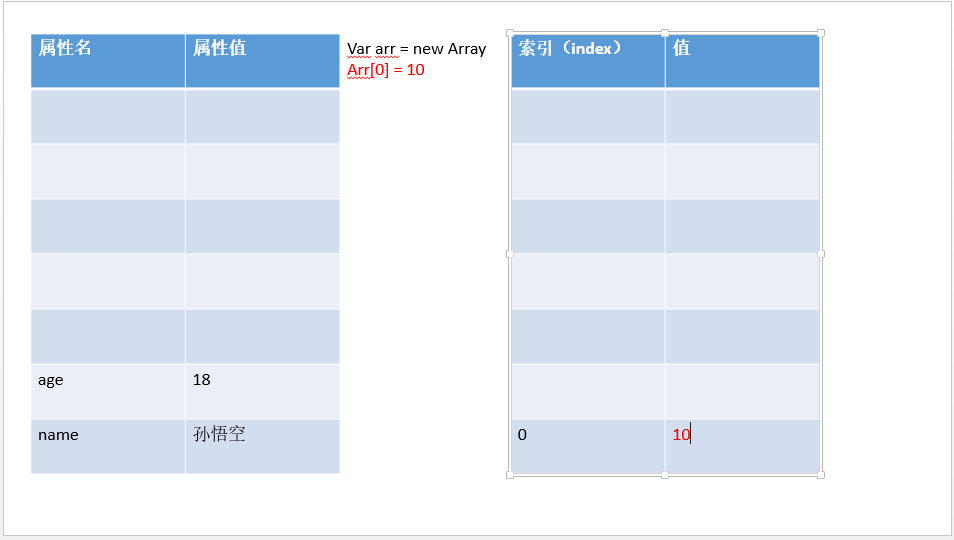 属性名 属性值
Var arr = new Array
Arr[0] = 10
索引（index） 值
age 18
name 孙悟空
0 10